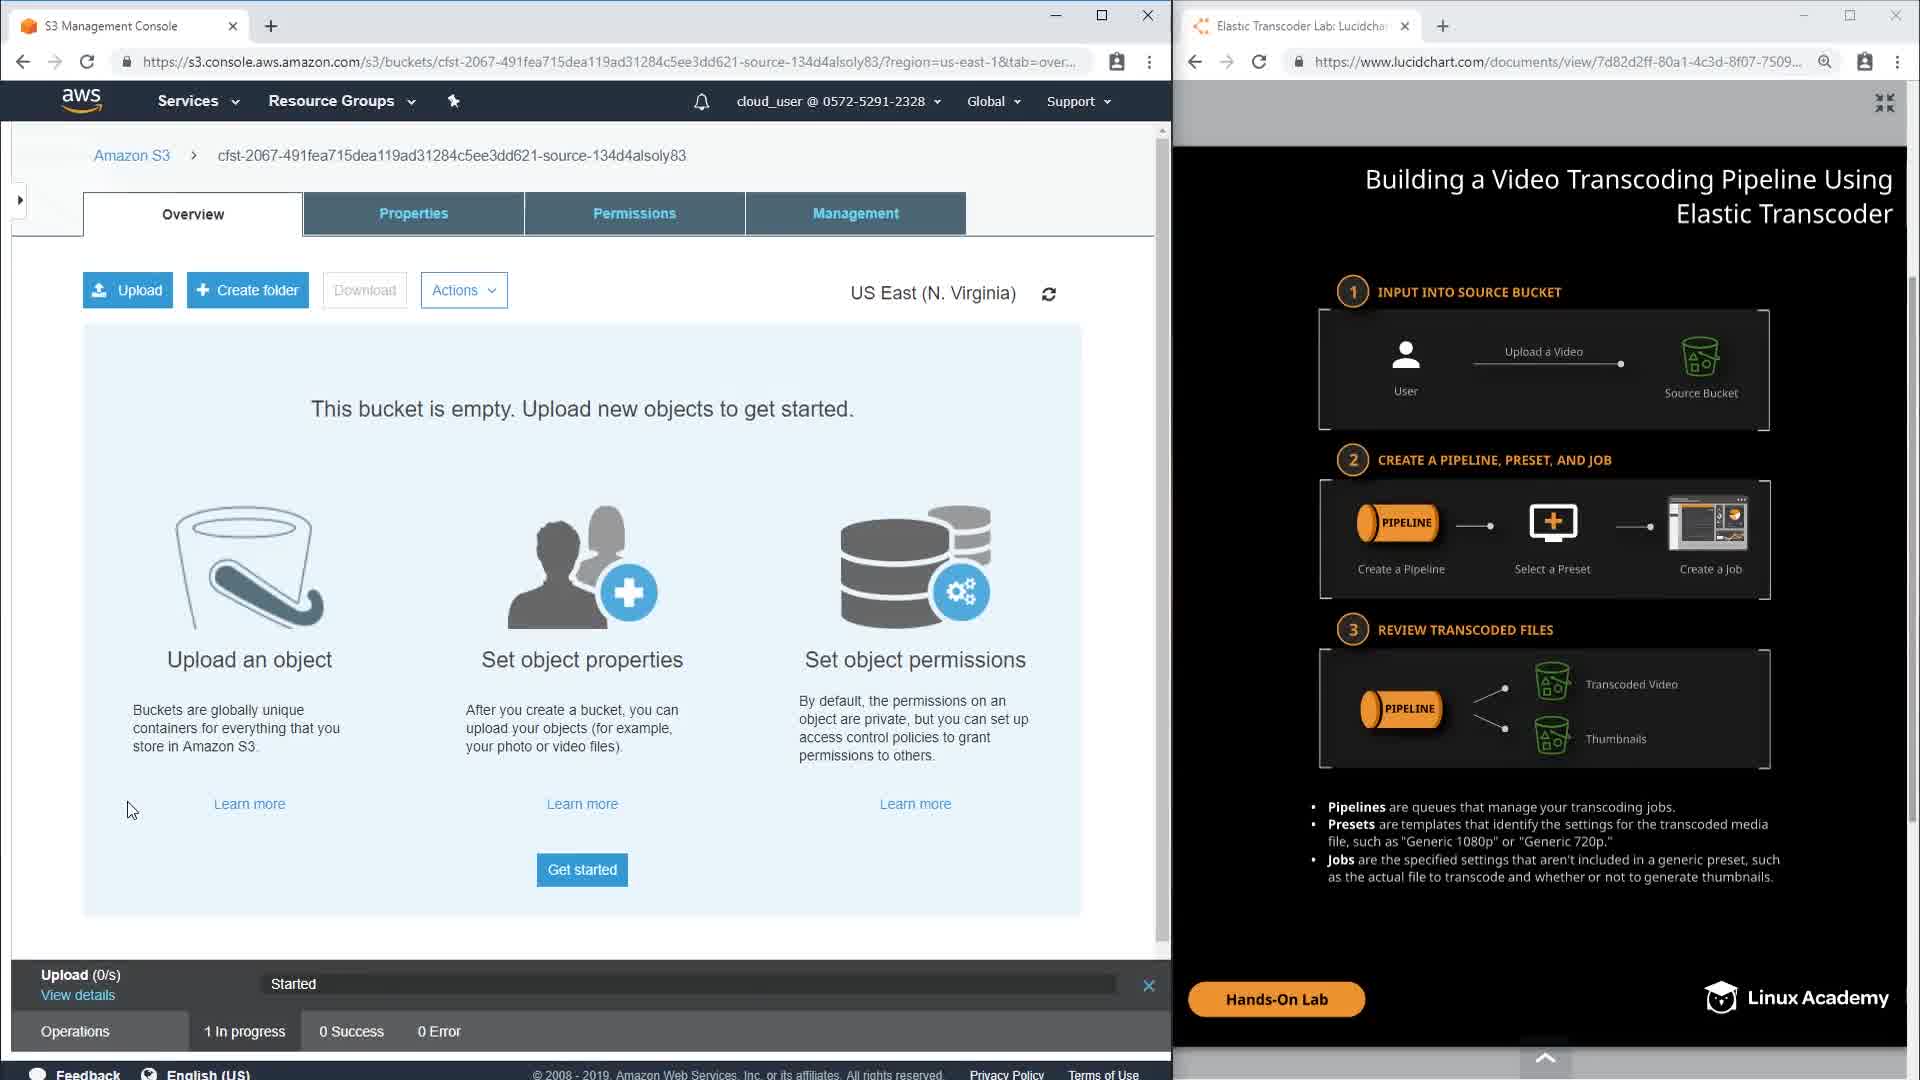 S3 Management Console
https://s3.console.aws.amazon.com/s3/buckets/cfst-2067-491fea715dea119ad31284c5ee3dd621-source-134d4alsoly83/?region=us-east-1&tab=over...
aws
Services
Resource Groups
cloud_user @ 0572-5291-2328
Global
Support
Amazon S3
cfst-2067-491fea715dea119ad31284c5ee3dd621-source-134d4alsoly83
Overview
Properties
Permissions
Management
Upload
Create folder
Download
Actions
US East (N. Virginia)
This bucket is empty. Upload new objects to get started.
Upload an object
Buckets are globally unique
containers for everything that you
store in Amazon S3.
Learn more
Set object properties
After you create a bucket, you can
upload your objects (for example,
your photo or video files).
Learn more
Set object permissions
By default, the permissions on an
object are private, but you can set up
access control policies to grant
permissions to others.
Learn more
Get started
Upload (0/s)
View details
Started
Operations
1 In progress
0 Success
0 Error
Feedback
English (US)
© 2008 - 2019, Amazon Web Services, Inc. or its affiliates. All rights reserved.
Privacy Policy
Terms of Use
Elastic Transcoder Lab: Lucidchar
https://www.lucidchart.com/documents/view/7d82d2ff-80a1-4c3d-8f07-7509...
Building a Video Transcoding Pipeline Using
Elastic Transcoder
1 INPUT INTO SOURCE BUCKET
Upload a Video
User
Source Bucket
2 CREATE A PIPELINE, PRESET, AND JOB
PIPELINE
Create a Pipeline
Select a Preset
Create a Job
3 REVIEW TRANSCODED FILES
PIPELINE
Transcoded Video
Thumbnails
• Pipelines are queues that manage your transcoding jobs.
• Presets are templates that identify the settings for the transcoded media
file, such as "Generic 1080p" or "Generic 720p."
• Jobs are the specified settings that aren't included in a generic preset, such
as the actual file to transcode and whether or not to generate thumbnails.
Hands-On Lab
Linux Academy